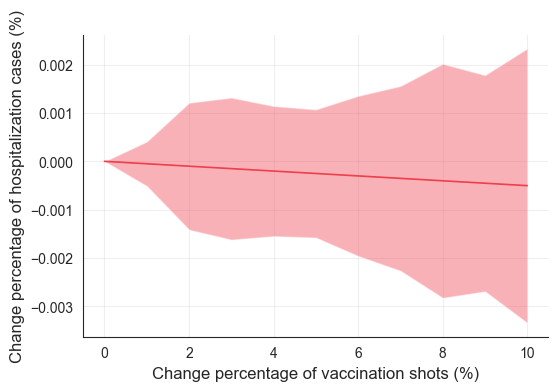 Change percentage of hospitalization cases (%)
0.002
0.001
0.000
−0.001
−0.002
−0.003
0 2 4 6 8 10
Change percentage of vaccination shots (%)